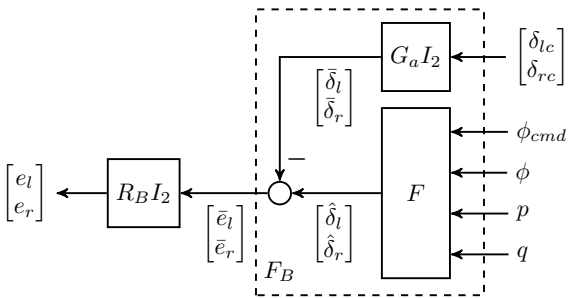 G_a I_2
[δ_lc
δ_rc]
[δ̄_l
δ̄_r]
ϕ_cmd
−
ϕ
[e_l
e_r]
R_B I_2
F
p
[ē_l
ē_r]
[δ̂_l
δ̂_r]
q
F_B